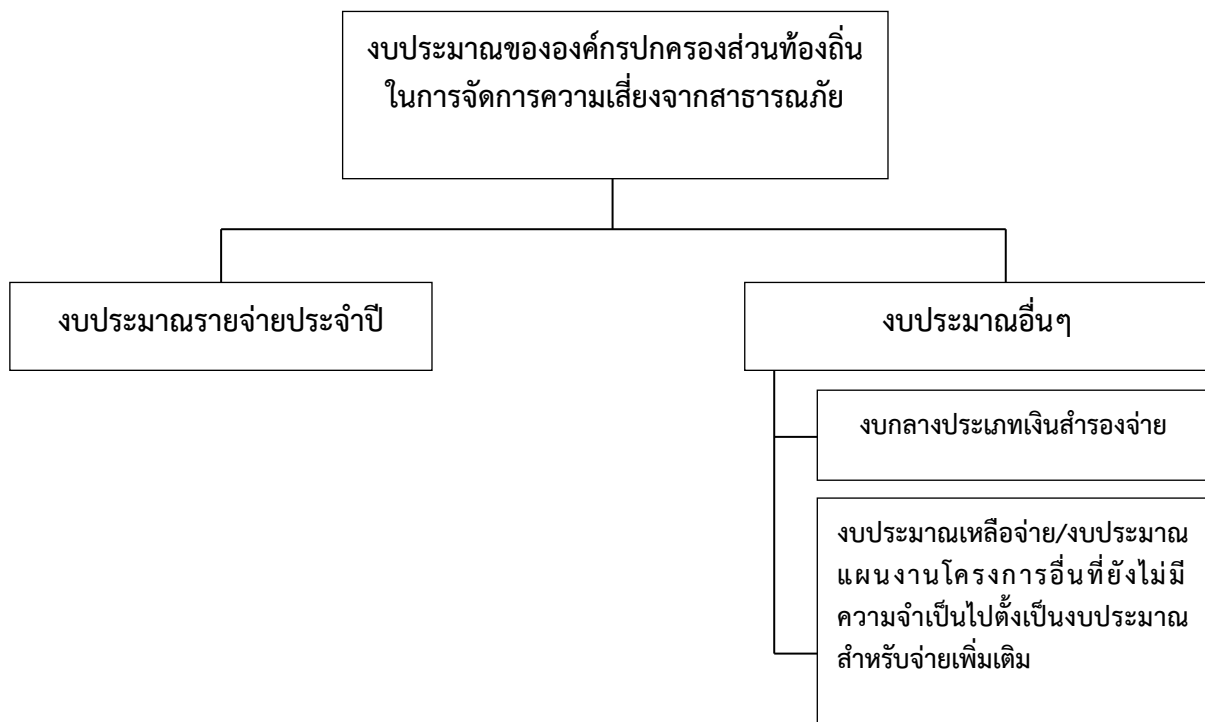 งบประมาณขององค์กรปกครองส่วนท้องถิ่น
ในการจัดการความเสี่ยงจากสาธารณภัย
งบประมาณรายจ่ายประจำปี
งบประมาณอื่นๆ
งบกลางประเภทเงินสำรองจ่าย
งบประมาณเหลือจ่าย/งบประมาณ
แผนงานโครงการอื่นที่ยังไม่มี
ความจำเป็นไปตั้งเป็นงบประมาณ
สำหรับจ่ายเพิ่มเติม